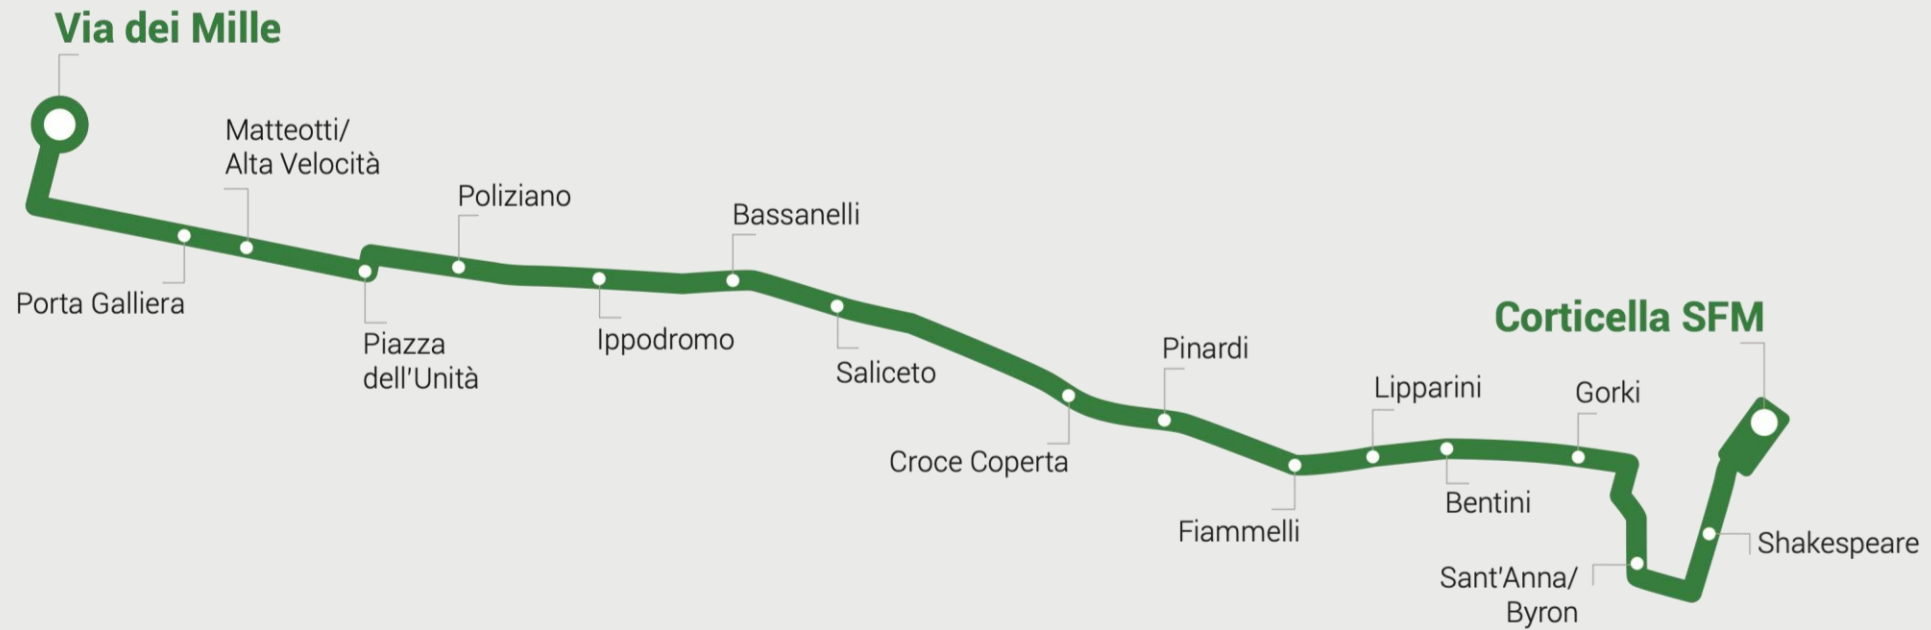 Via dei Mille
Porta Galliera
Matteotti/
Alta Velocità
Piazza
dell'Unità
Poliziano
Ippodromo
Bassanelli
Saliceto
Croce Coperta
Pinardi
Fiammelli
Lipparini
Bentini
Gorki
Sant'Anna/
Byron
Shakespeare
Corticella SFM